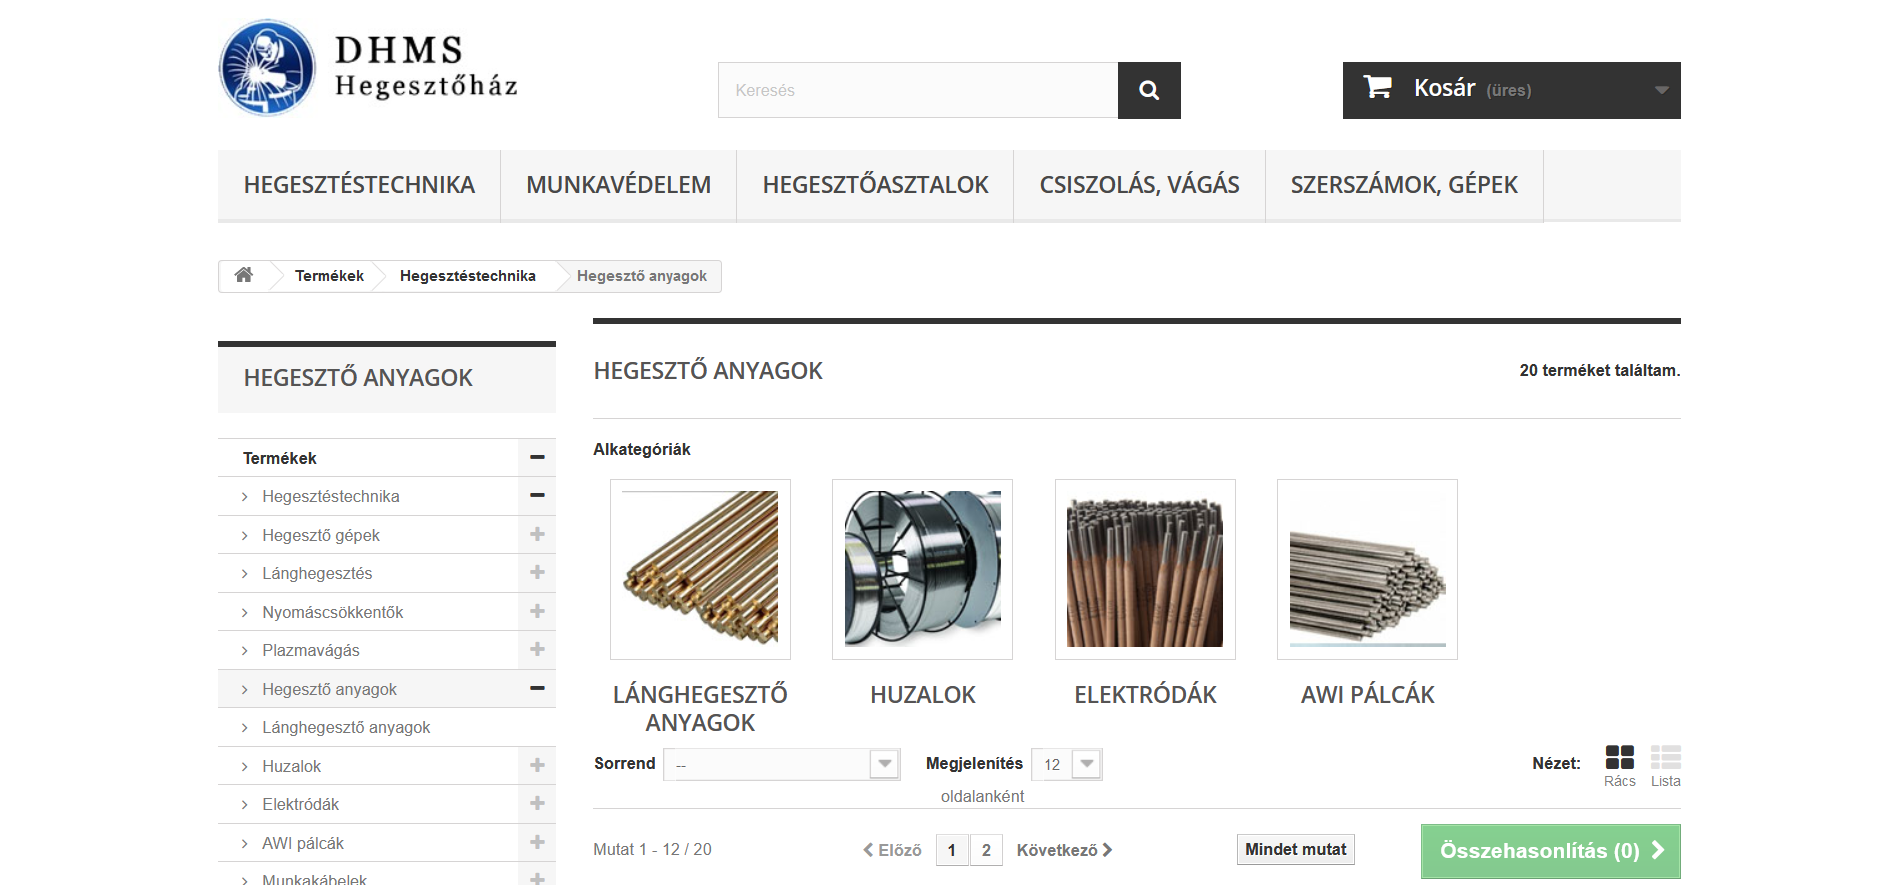 DHMS
Hegesztőház
Keresés
Kosár (üres)
HEGESZTÉSTECHNIKA
MUNKAVÉDELEM
HEGESZTŐASZTALOK
CSISZOLÁS, VÁGÁS
SZERSZÁMOK, GÉPEK
Termékek
Hegesztéstechnika
Hegesztő anyagok
HEGESZTŐ ANYAGOK
Termékek
Hegesztéstechnika
Hegesztő gépek
Lánghegesztés
Nyomáscsökkentők
Plazmavágás
Hegesztő anyagok
Lánghegesztő anyagok
Huzalok
Elektródák
AWI pálcák
Munkakábelek
HEGESZTŐ ANYAGOK
20 terméket találtam.
Alkategóriák
LÁNGHEGESZTŐ
ANYAGOK
HUZALOK
ELEKTRÓDÁK
AWI PÁLCÁK
Sorrend
--
Megjelenítés
12
oldalanként
Nézet:
Rács
Lista
Mutat 1 - 12 / 20
Előző
1
2
Következő
Mindet mutat
Összehasonlítás (0)